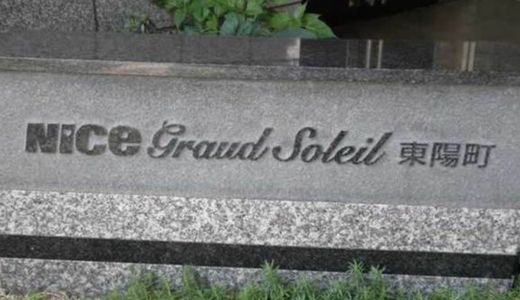 NICE Graud Soleil 東陽町